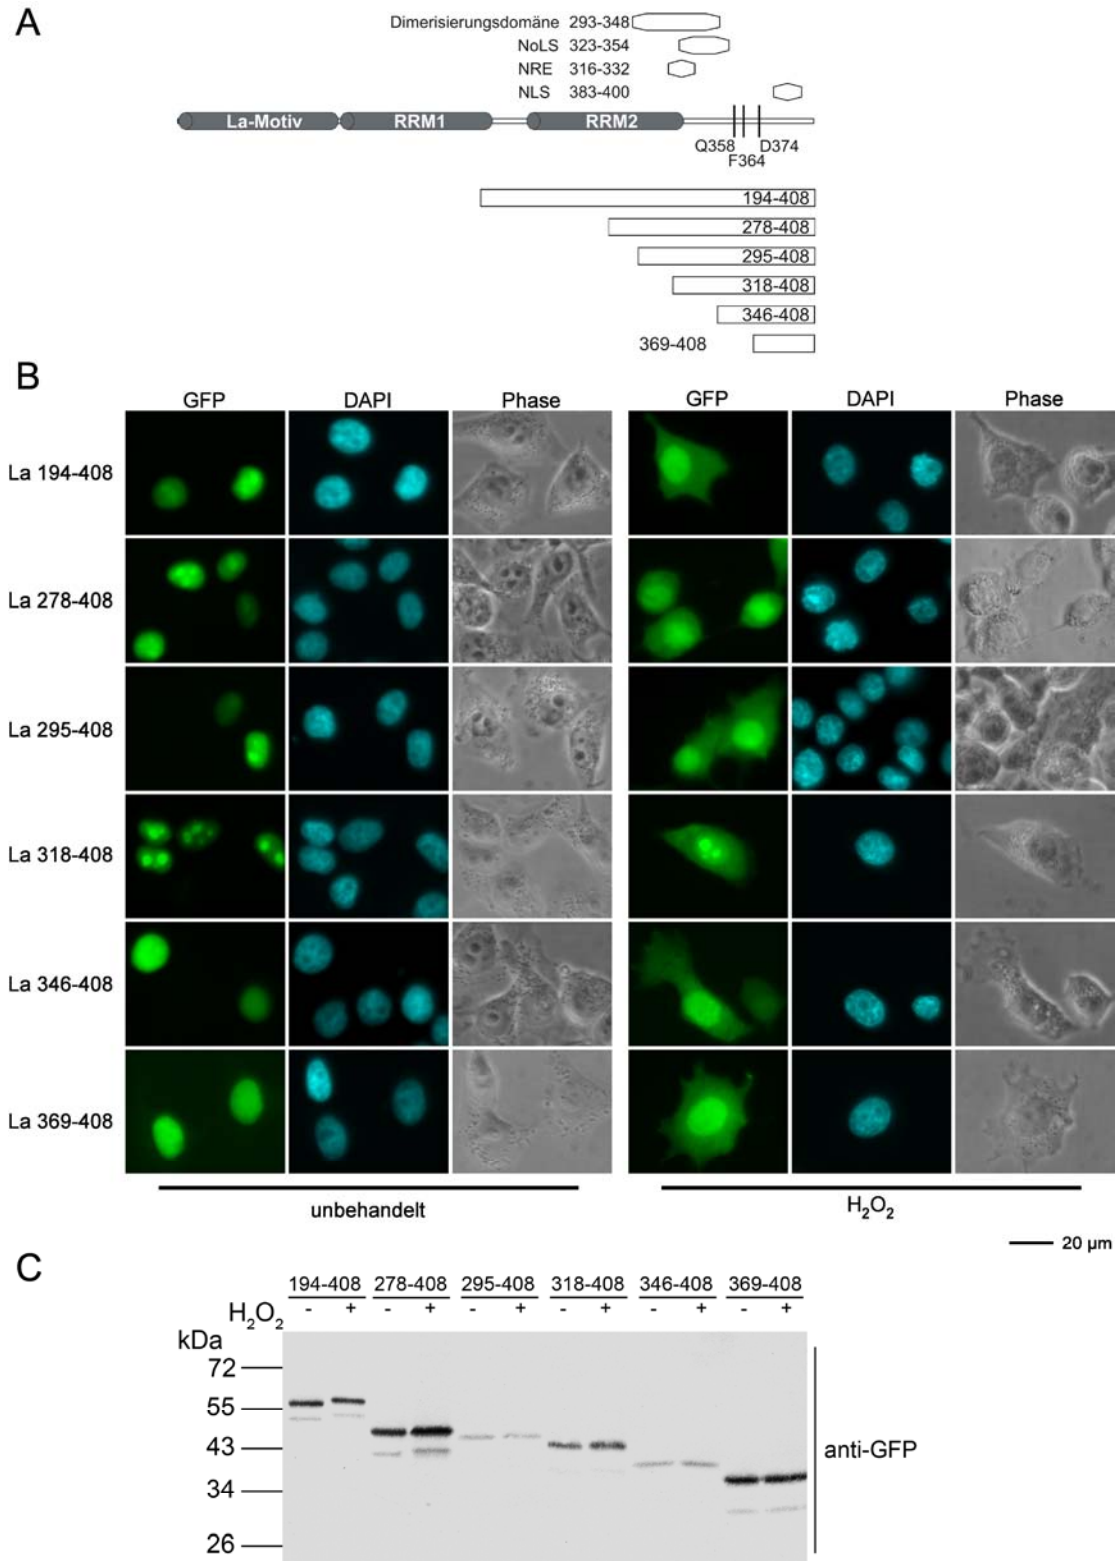 A
Dimerisierungsdomäne 293-348
NoLS 323-354
NRE 316-332
NLS 383-400
La-Motiv RRM1 RRM2
Q358 D374
F364
194-408
278-408
295-408
318-408
346-408
369-408
B
GFP DAPI Phase GFP DAPI Phase
La 194-408
La 278-408
La 295-408
La 318-408
La 346-408
La 369-408
unbehandelt H₂O₂
20 µm
C
194-408 278-408 295-408 318-408 346-408 369-408
H₂O₂ - + - + - + - + - + - +
kDa
72
55
43
34
26
anti-GFP